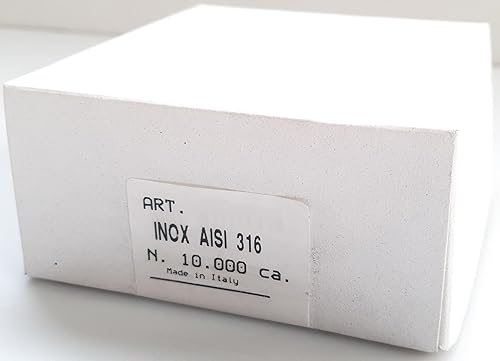 ART.
INOX AISI 316
N. 10.000 ca.
Made in Italy